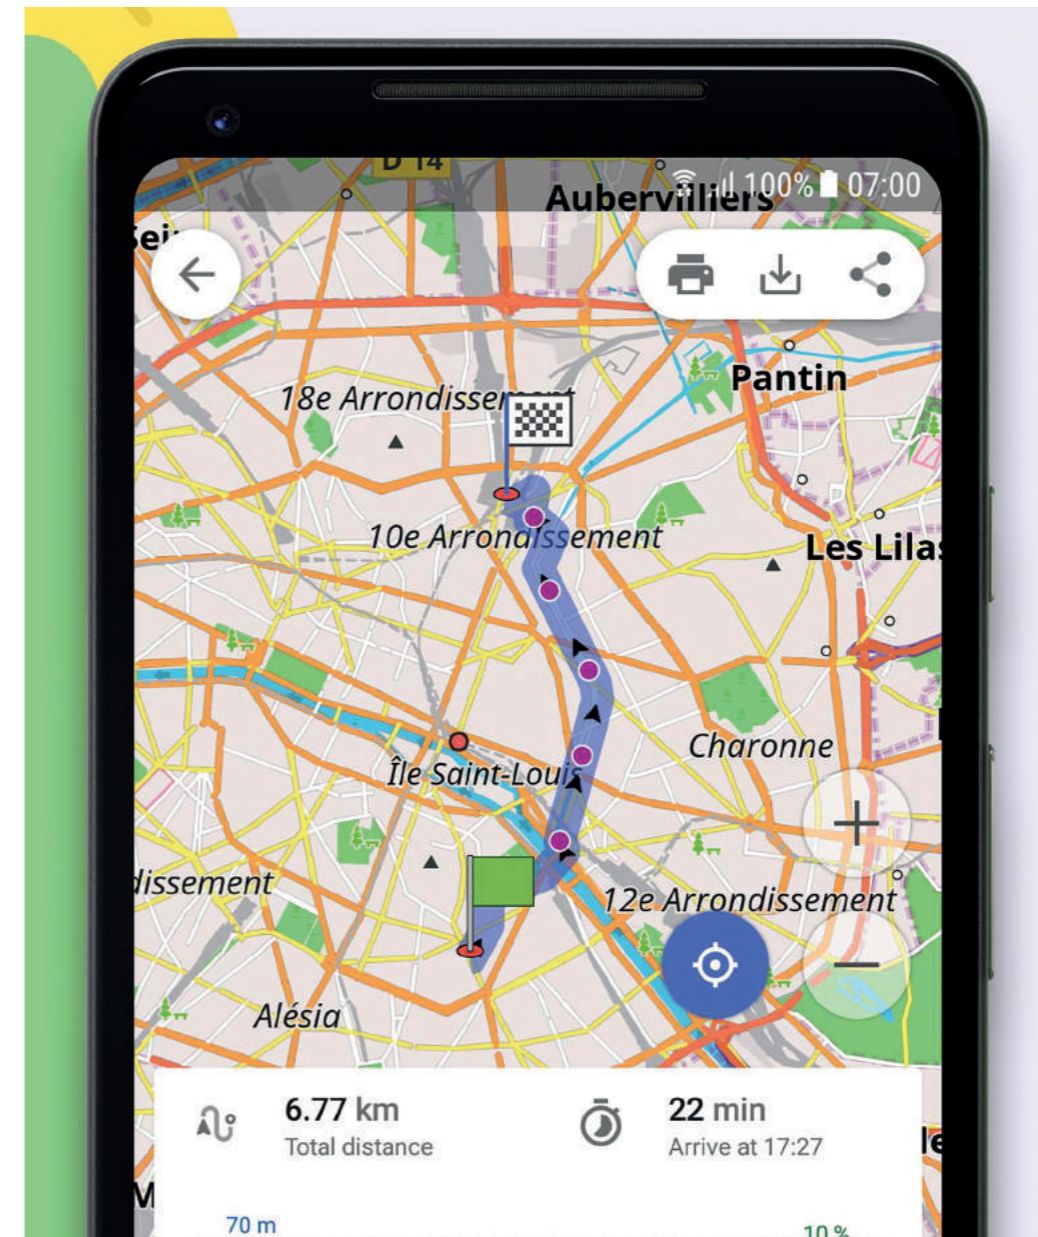 D 14
Aubervilliers
100% 07:00
Pantin
18e Arrondissement
10e Arrondissement
Les Lilas
Charonne
Île Saint-Louis
12e Arrondissement
dissement
Alésia
6.77 km
Total distance
22 min
Arrive at 17:27
70 m
10 %